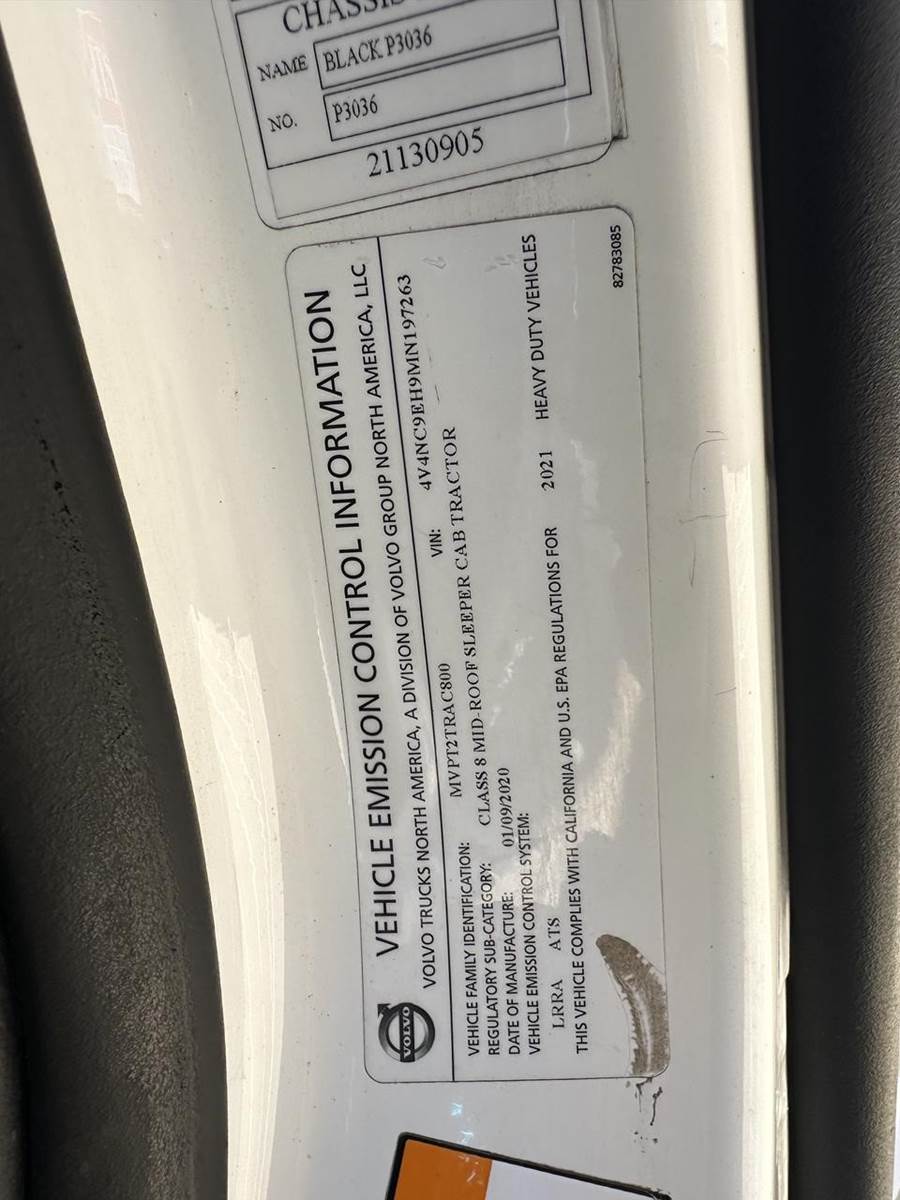 CHASSIS
NAME BLACK P3036
NO. P3036
21130905
VOLVO
VEHICLE EMISSION CONTROL INFORMATION
VOLVO TRUCKS NORTH AMERICA, A DIVISION OF VOLVO GROUP NORTH AMERICA, LLC
VEHICLE FAMILY IDENTIFICATION: MVPT2TRAC800 VIN: 4V4NC9EH9MN197263
REGULATORY SUB-CATEGORY: CLASS 8 MID-ROOF SLEEPER CAB TRACTOR
DATE OF MANUFACTURE: 01/09/2020
VEHICLE EMISSION CONTROL SYSTEM:
LRRA ATS
THIS VEHICLE COMPLIES WITH CALIFORNIA AND U.S. EPA REGULATIONS FOR 2021 HEAVY DUTY VEHICLES
82783085